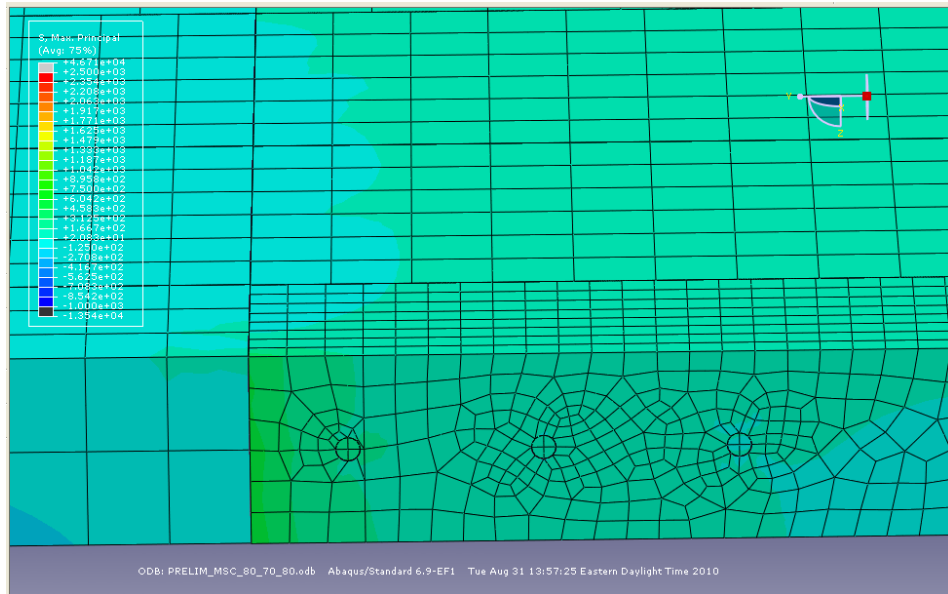 S, Max. Principal
(Avg: 75%)
+4.671e+04
+2.500e+03
+2.354e+03
+2.208e+03
+2.063e+03
+1.917e+03
+1.771e+03
+1.625e+03
+1.479e+03
+1.333e+03
+1.187e+03
+1.042e+03
+8.958e+02
+7.500e+02
+6.042e+02
+4.583e+02
+3.125e+02
+1.667e+02
+2.083e+01
-1.250e+02
-2.708e+02
-4.167e+02
-5.625e+02
-7.083e+02
-8.542e+02
-1.000e+03
-1.354e+04
Y
X
Z
ODB: PRELIM_MSC_80_70_80.odb Abaqus/Standard 6.9-EF1 Tue Aug 31 13:57:25 Eastern Daylight Time 2010